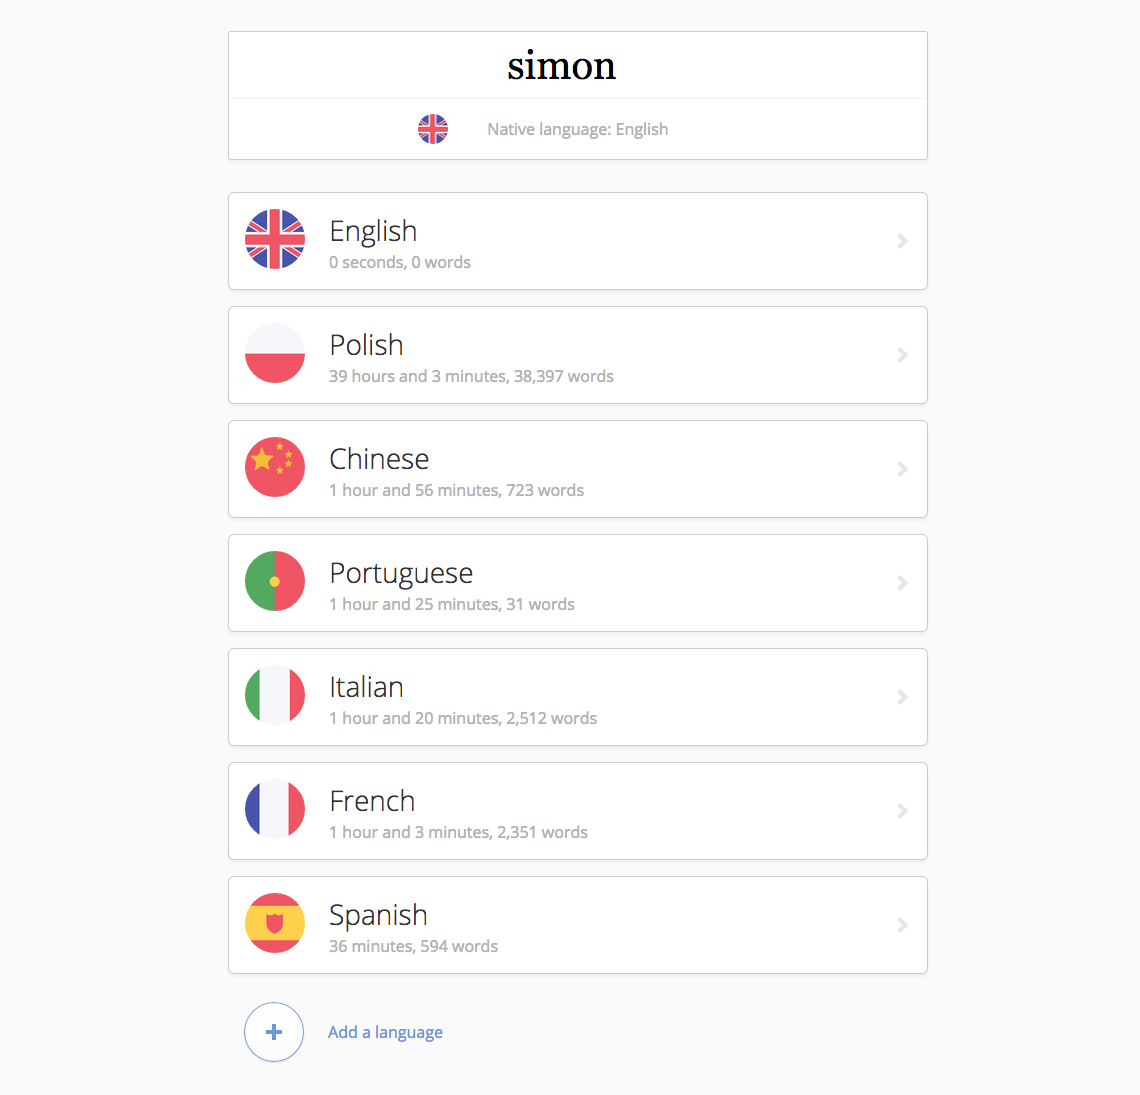 simon
Native language: English
English
0 seconds, 0 words
Polish
39 hours and 3 minutes, 38,397 words
Chinese
1 hour and 56 minutes, 723 words
Portuguese
1 hour and 25 minutes, 31 words
Italian
1 hour and 20 minutes, 2,512 words
French
1 hour and 3 minutes, 2,351 words
Spanish
36 minutes, 594 words
Add a language